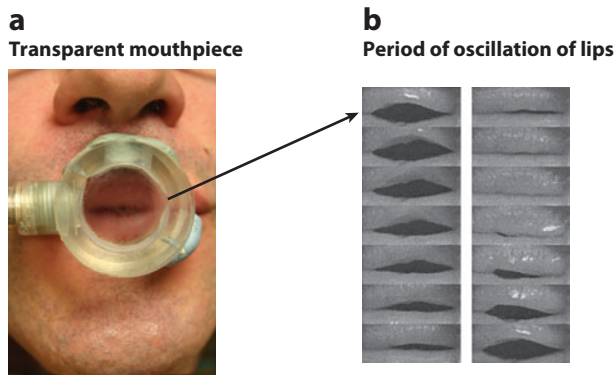 a
Transparent mouthpiece
b
Period of oscillation of lips